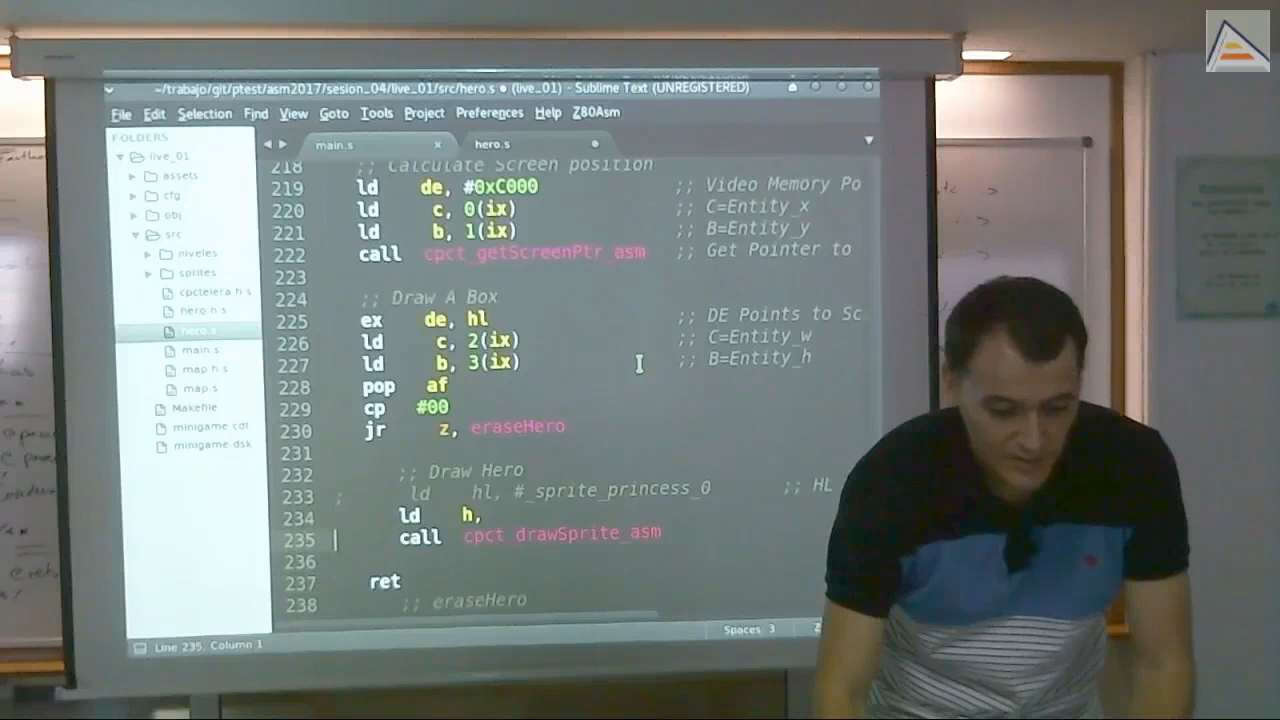 ~/trabajo/git/ptest/asm2017/sesion_04/live_01/src/hero.s • (live_01) - Sublime Text (UNREGISTERED)
File Edit Selection Find View Goto Tools Project Preferences Help Z80Asm
FOLDERS
live_01
assets
cfg
obj
src
niveles
sprites
cpctelera.h.s
hero.h.s
hero.s
main.s
map.h.s
map.s
Makefile
minigame.cdt
minigame.dsk
main.s x hero.s
218 ;; Calculate Screen position
219 ld de, #0xC000 ;; Video Memory Po
220 ld c, 0(ix) ;; C=Entity_x
221 ld b, 1(ix) ;; B=Entity_y
222 call cpct_getScreenPtr_asm ;; Get Pointer to
223
224 ;; Draw A Box
225 ex de, hl ;; DE Points to Sc
226 ld c, 2(ix) ;; C=Entity_w
227 ld b, 3(ix) ;; B=Entity_h
228 pop af
229 cp #00
230 jr z, eraseHero
231
232 ;; Draw Hero
233 ; ld hl, #_sprite_princess_0 ;; HL
234 ld h,
235 call cpct_drawSprite_asm
236
237 ret
238 ;; eraseHero
Line 235, Column 1
Spaces: 3